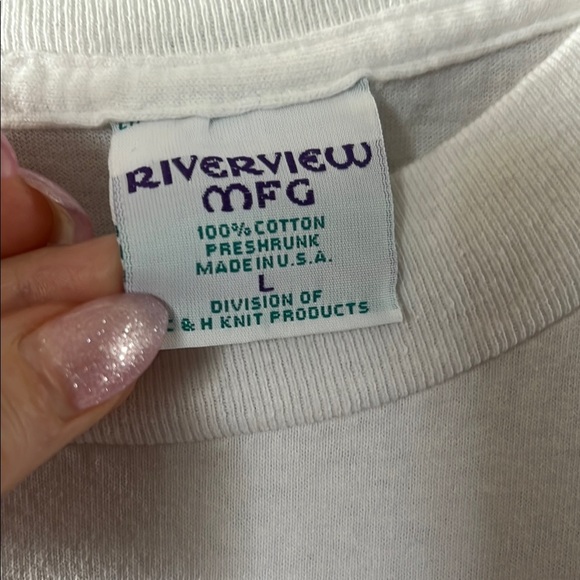 RIVERVIEW
MFG
100% COTTON
PRESHRUNK
MADE IN U.S.A.
L
DIVISION OF
& H KNIT PRODUCTS